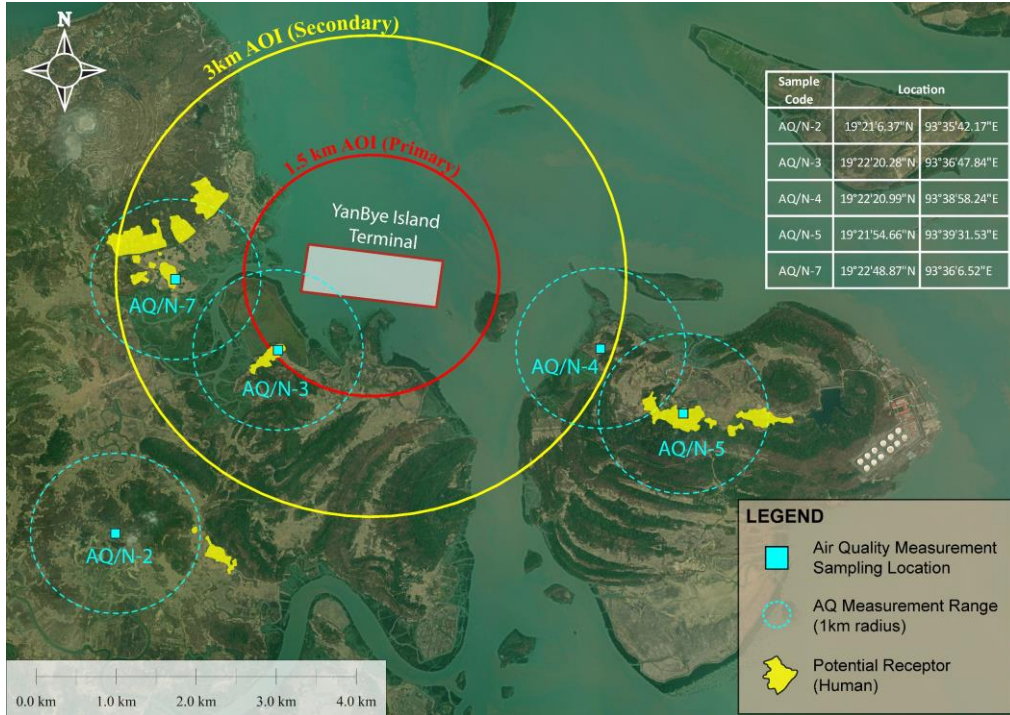 N
3km AOI (Secondary)
1.5 km AOI (Primary)
YanBye Island
Terminal
AQ/N-7
AQ/N-3
AQ/N-4
AQ/N-5
AQ/N-2
Sample
Code
Location
AQ/N-2 19°21'6.37"N 93°35'42.17"E
AQ/N-3 19°22'20.28"N 93°36'47.84"E
AQ/N-4 19°22'20.99"N 93°38'58.24"E
AQ/N-5 19°21'54.66"N 93°39'31.53"E
AQ/N-7 19°22'48.87"N 93°36'6.52"E
LEGEND
Air Quality Measurement
Sampling Location
AQ Measurement Range
(1km radius)
Potential Receptor
(Human)
0.0 km 1.0 km 2.0 km 3.0 km 4.0 km